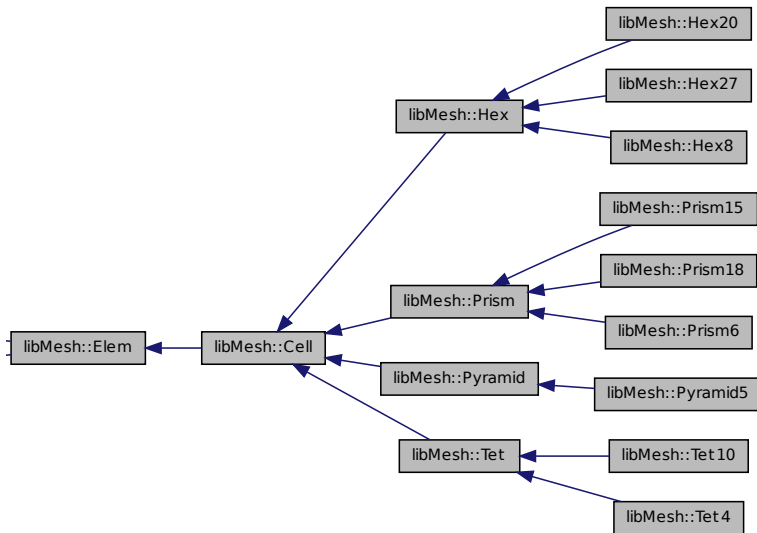 libMesh::Hex20
libMesh::Hex27
libMesh::Hex
libMesh::Hex8
libMesh::Prism15
libMesh::Prism18
libMesh::Prism
libMesh::Prism6
libMesh::Elem
libMesh::Cell
libMesh::Pyramid
libMesh::Pyramid5
libMesh::Tet
libMesh::Tet10
libMesh::Tet4